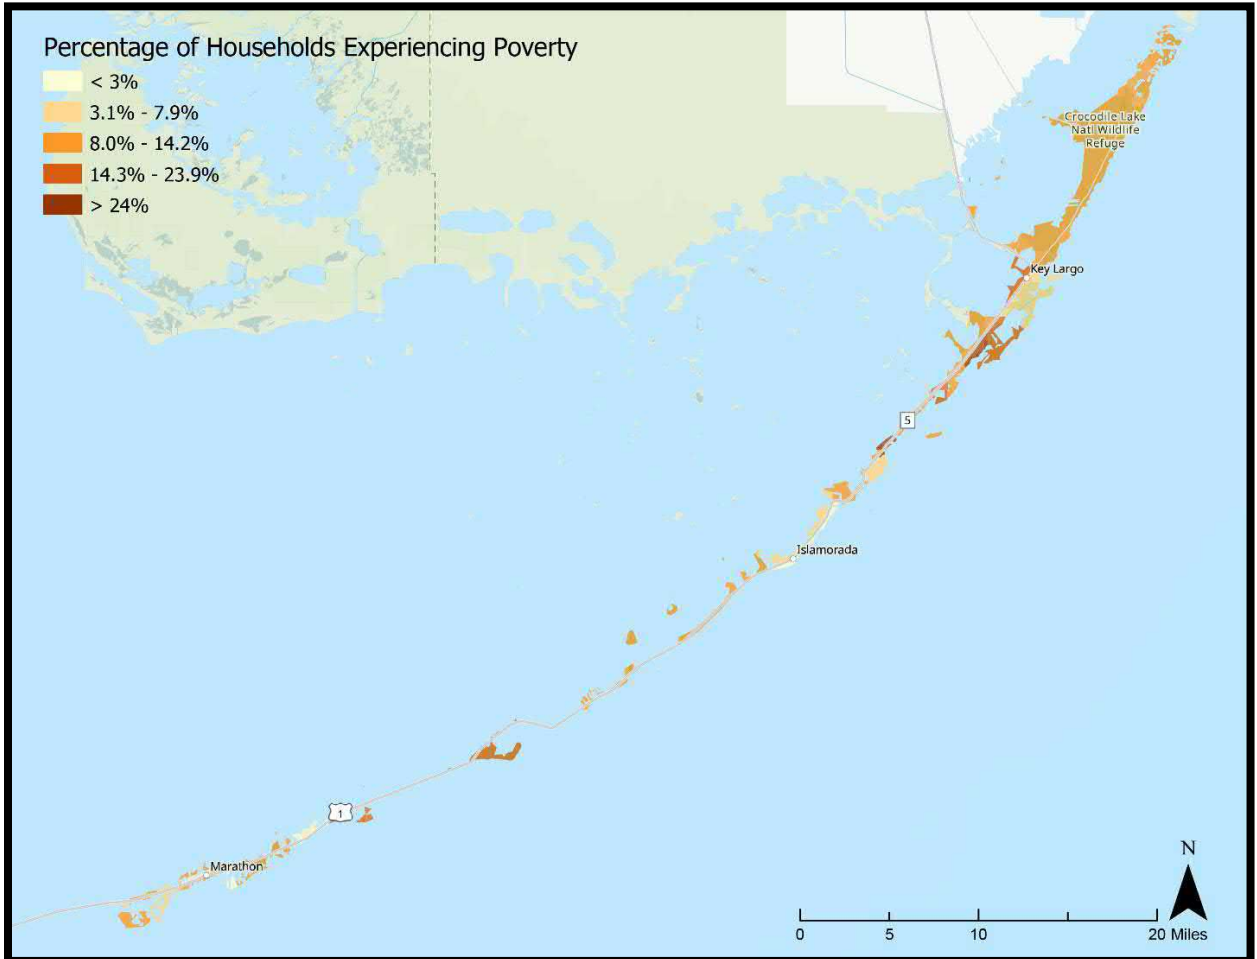 Percentage of Households Experiencing Poverty
< 3%
3.1% - 7.9%
8.0% - 14.2%
14.3% - 23.9%
> 24%
Crocodile Lake
Natl Wildlife
Refuge
Key Largo
5
Islamorada
1
Marathon
N
0 5 10 20 Miles